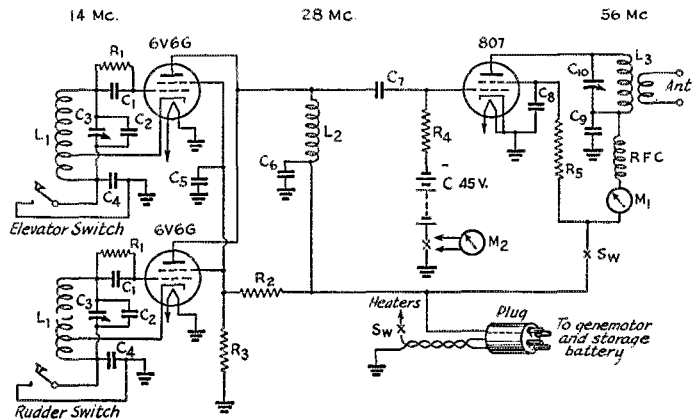 14 Mc.
28 Mc
56 Mc
R1
6V6G
C1
C3
C2
L1
C4
C5
Elevator Switch
L2
C6
C7
R4
C 45 V.
M2
807
C8
R5
C10
L3
Ant
C9
RFC
M1
Sw
6V6G
R1
C1
C3
C2
L1
C4
Rudder Switch
R2
R3
Heaters
Sw
Plug
To genemotor
and storage
battery